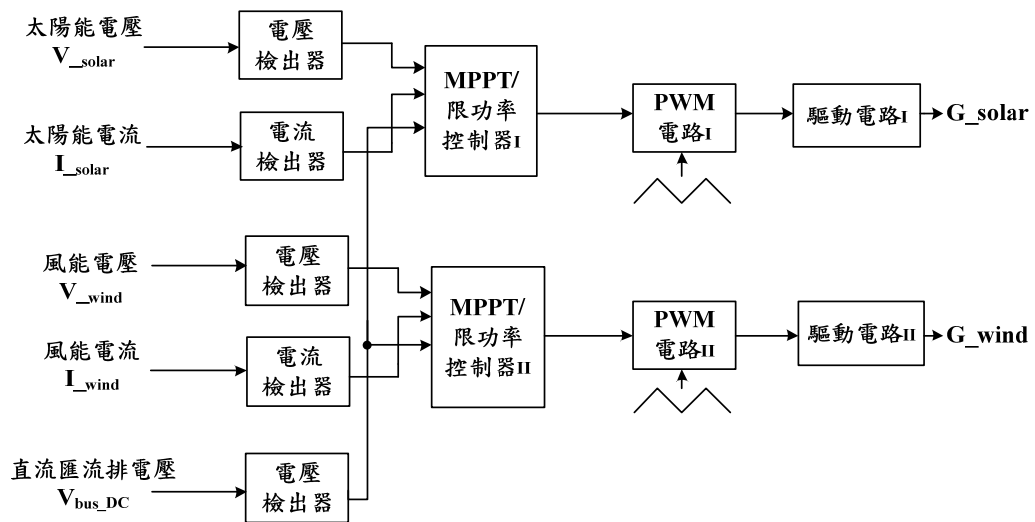 太陽能電壓
V_solar
電壓
檢出器
太陽能電流
I_solar
電流
檢出器
MPPT/
限功率
控制器I
PWM
電路I
驅動電路I
G_solar
風能電壓
V_wind
電壓
檢出器
風能電流
I_wind
電流
檢出器
MPPT/
限功率
控制器II
PWM
電路II
驅動電路II
G_wind
直流匯流排電壓
V_bus_DC
電壓
檢出器